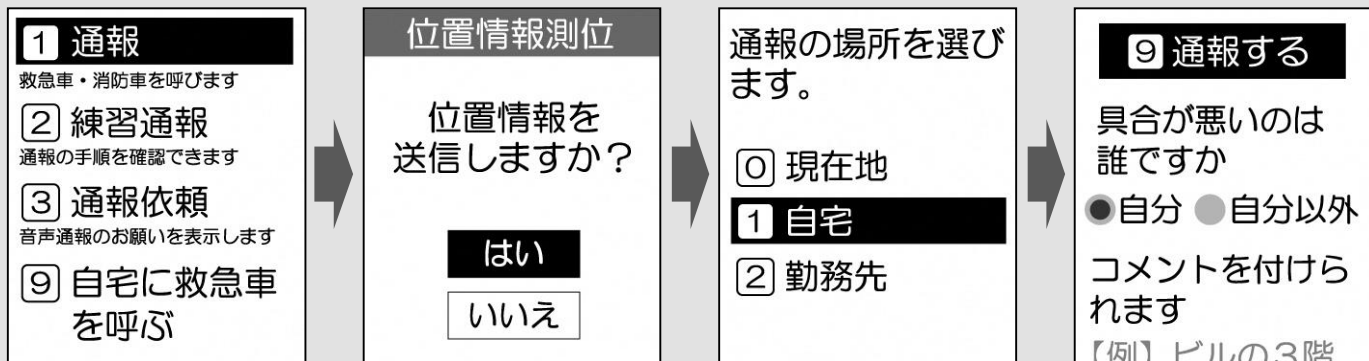 1 通報
救急車・消防車を呼びます
2 練習通報
通報の手順を確認できます
3 通報依頼
音声通報のお願いを表示します
9 自宅に救急車
を呼ぶ
位置情報測位
位置情報を
送信しますか？
はい
いいえ
通報の場所を選び
ます。
0 現在地
1 自宅
2 勤務先
9 通報する
具合が悪いのは
誰ですか
自分 自分以外
コメントを付けら
れます
【例】ビルの3階